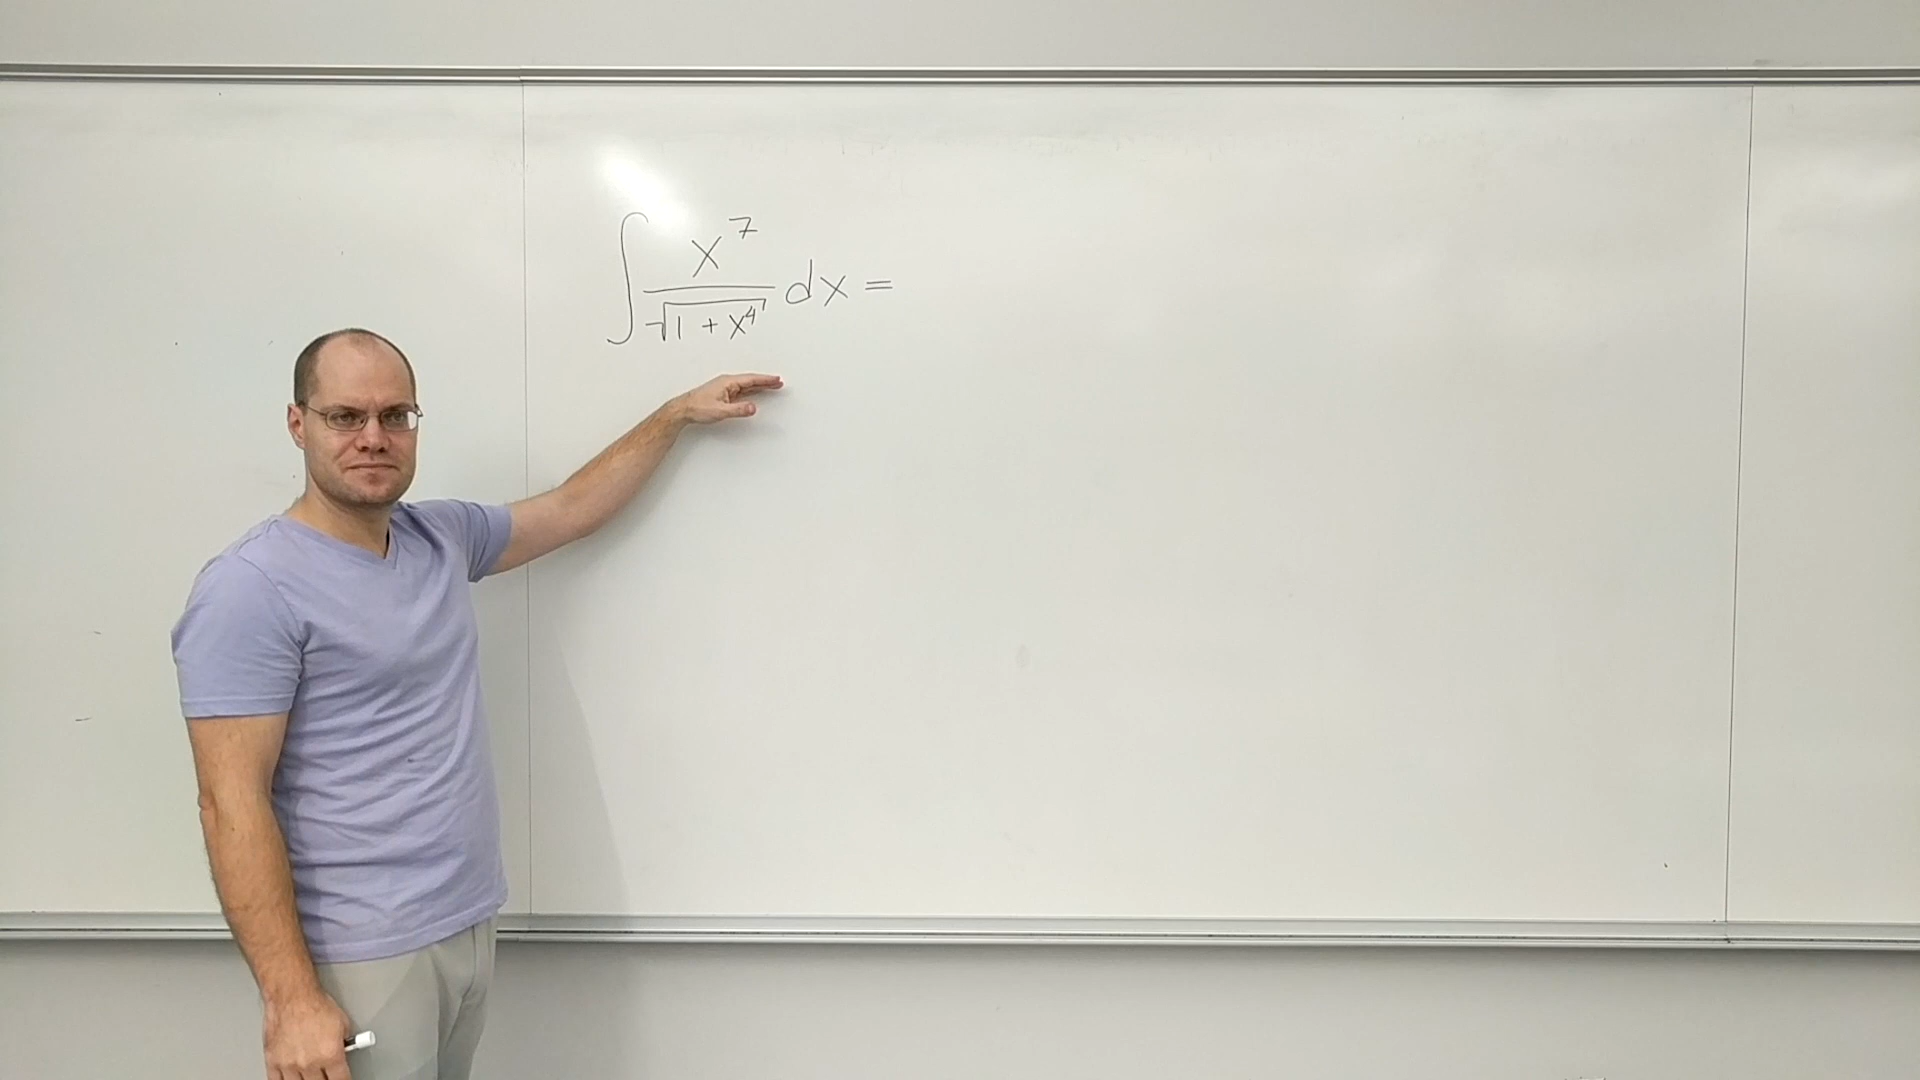 ∫ x⁷/√(1 + x⁴) dx =